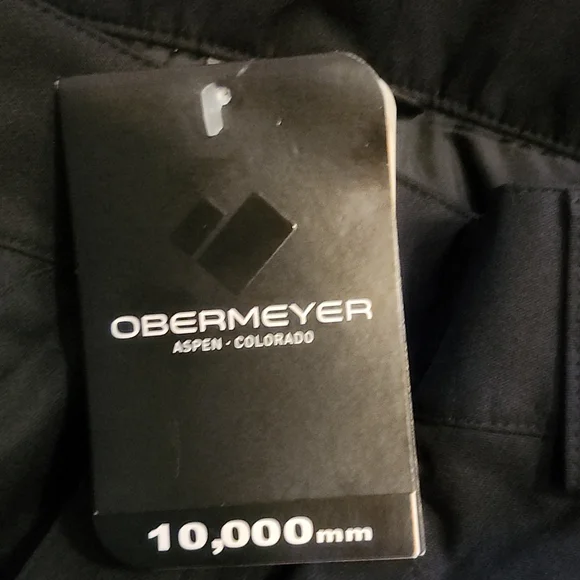 OBERMEYER
ASPEN · COLORADO
10,000mm